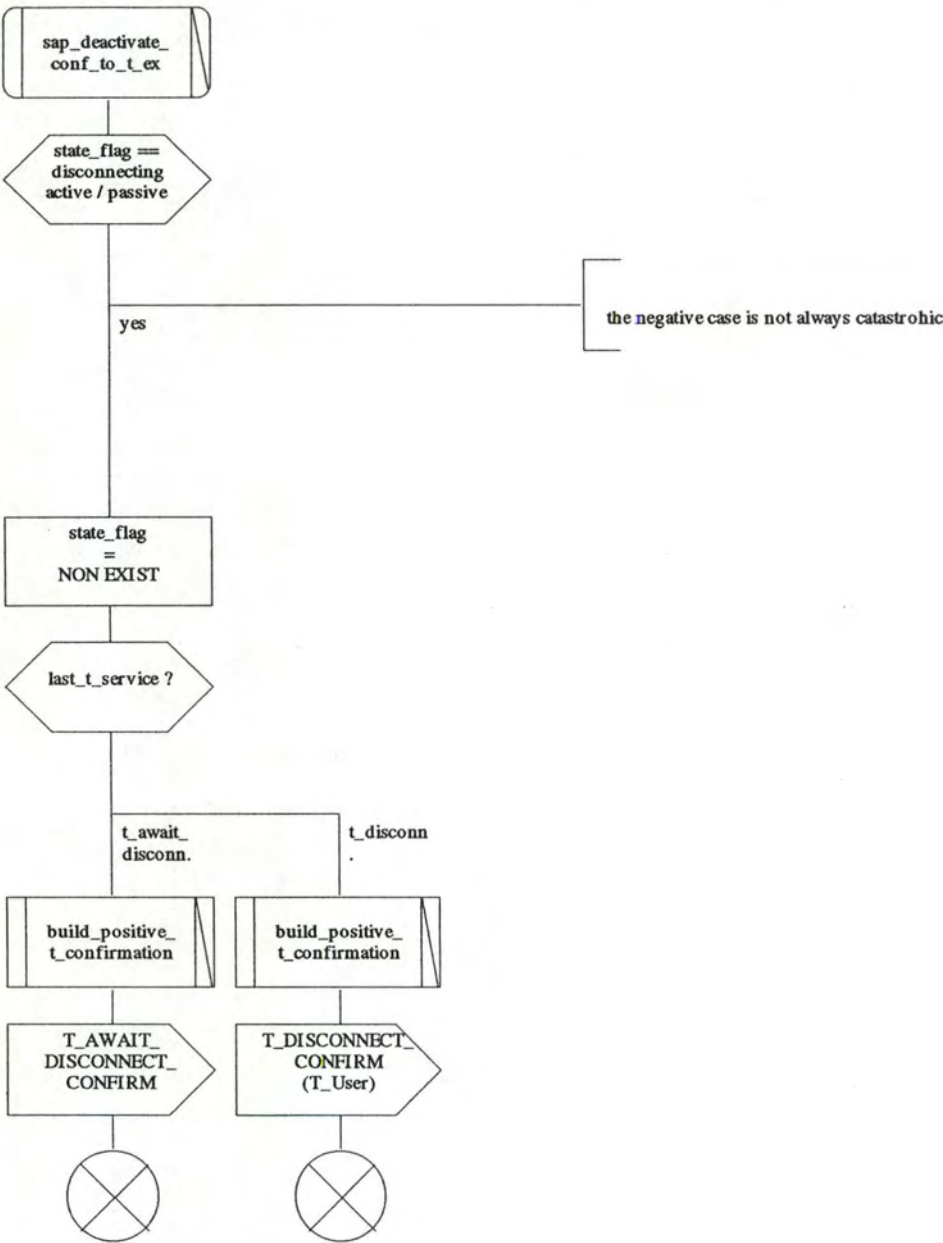 sap_deactivate_
conf_to_t_ex
state_flag ==
disconnecting
active / passive
yes
the negative case is not always catastrohic
state_flag
=
NON EXIST
last_t_service ?
t_await_
disconn.
t_disconn
.
build_positive_
t_confirmation
build_positive_
t_confirmation
T_AWAIT_
DISCONNECT_
CONFIRM
T_DISCONNECT_
CONFIRM
(T_User)